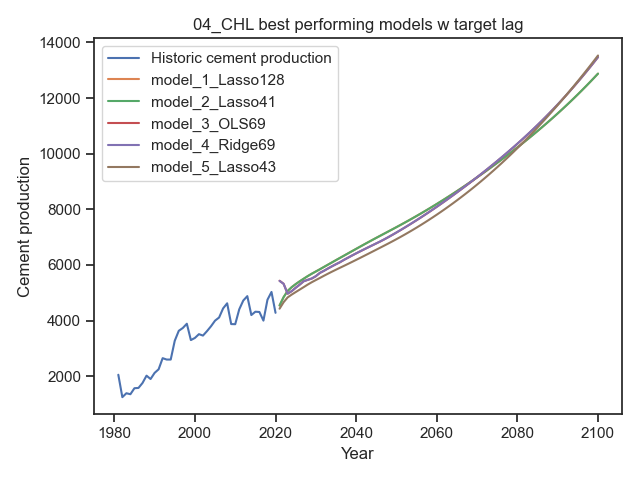 04_CHL best performing models w target lag
Cement production
14000
12000
10000
8000
6000
4000
2000
Historic cement production
model_1_Lasso128
model_2_Lasso41
model_3_OLS69
model_4_Ridge69
model_5_Lasso43
1980
2000
2020
2040
2060
2080
2100
Year